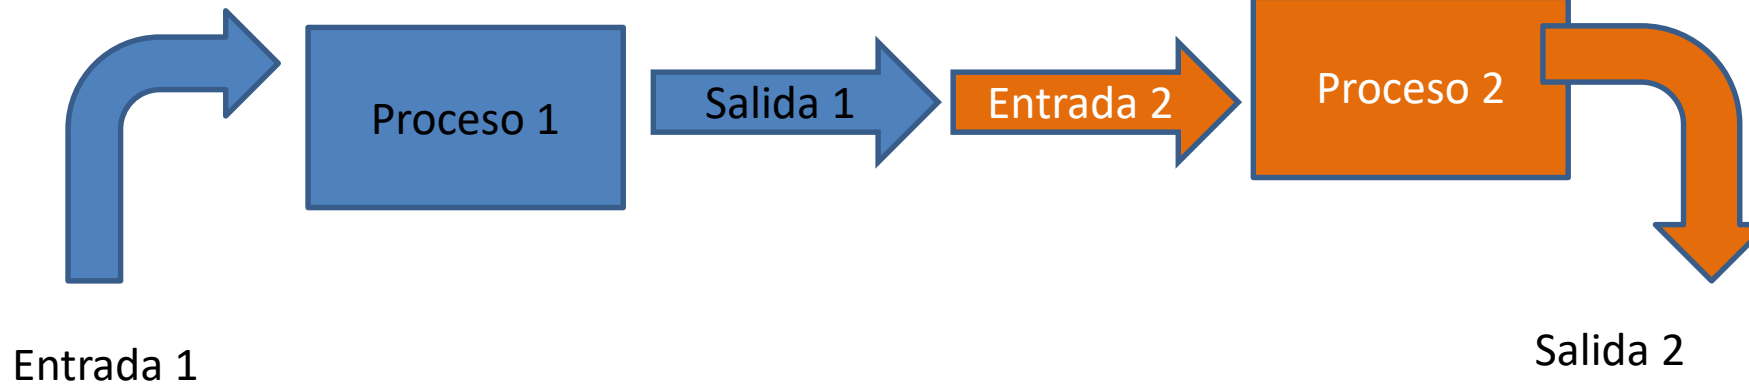 Proceso 1
Salida 1
Entrada 2
Proceso 2
Entrada 1
Salida 2